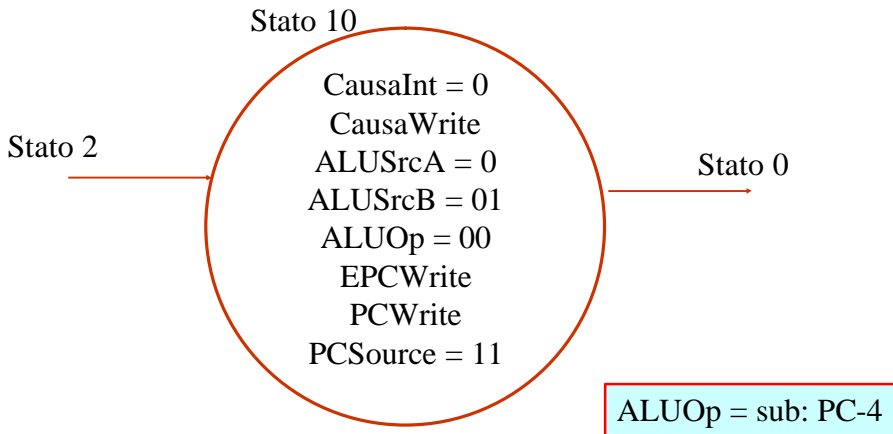 Stato 10
CausaInt = 0
CausaWrite
Stato 2
ALUSrcA = 0
Stato 0
ALUSrcB = 01
ALUOp = 00
EPCWrite
PCWrite
PCSource = 11
ALUOp = sub: PC-4